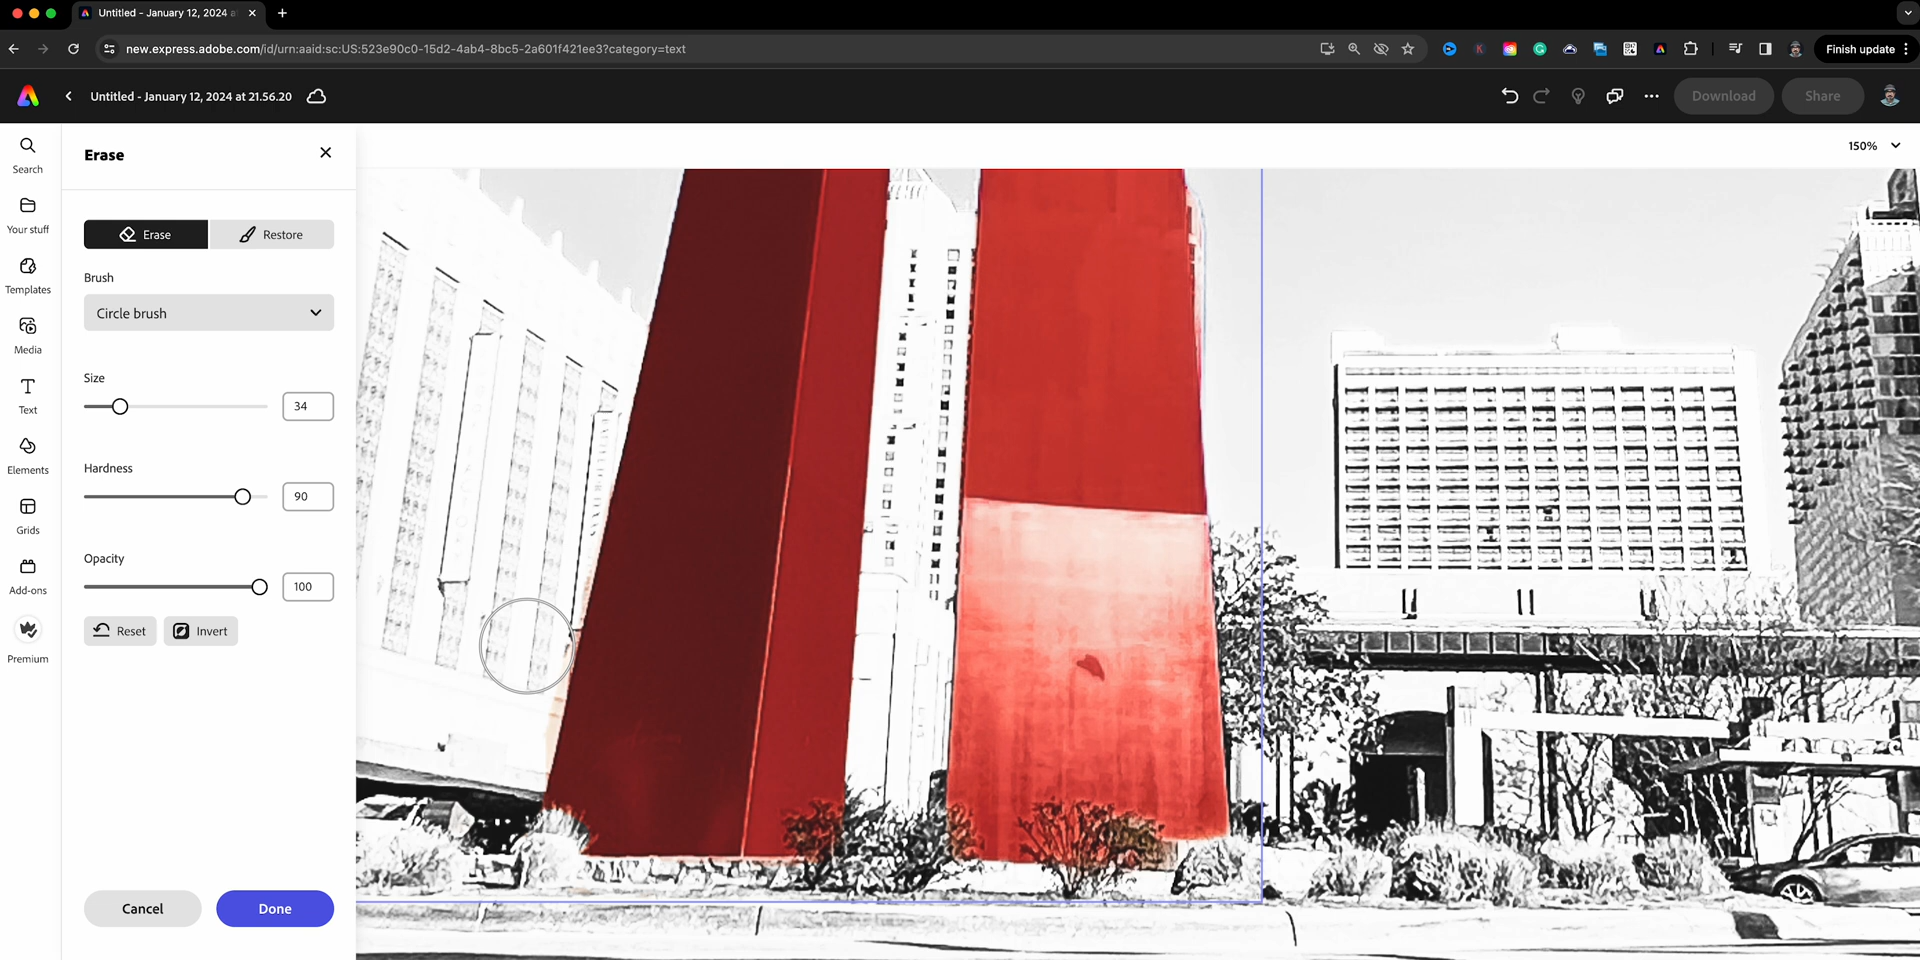 Untitled - January 12, 2024 a
new.express.adobe.com/id/urn:aaid:sc:US:523e90c0-15d2-4ab4-8bc5-2a601f421ee3?category=text
Finish update
Untitled - January 12, 2024 at 21.56.20
Download
Share
Search
Your stuff
Templates
Media
Text
Elements
Grids
Add-ons
Premium
Erase
150%
Erase
Restore
Brush
Circle brush
Size
34
Hardness
90
Opacity
100
Reset
Invert
Cancel
Done